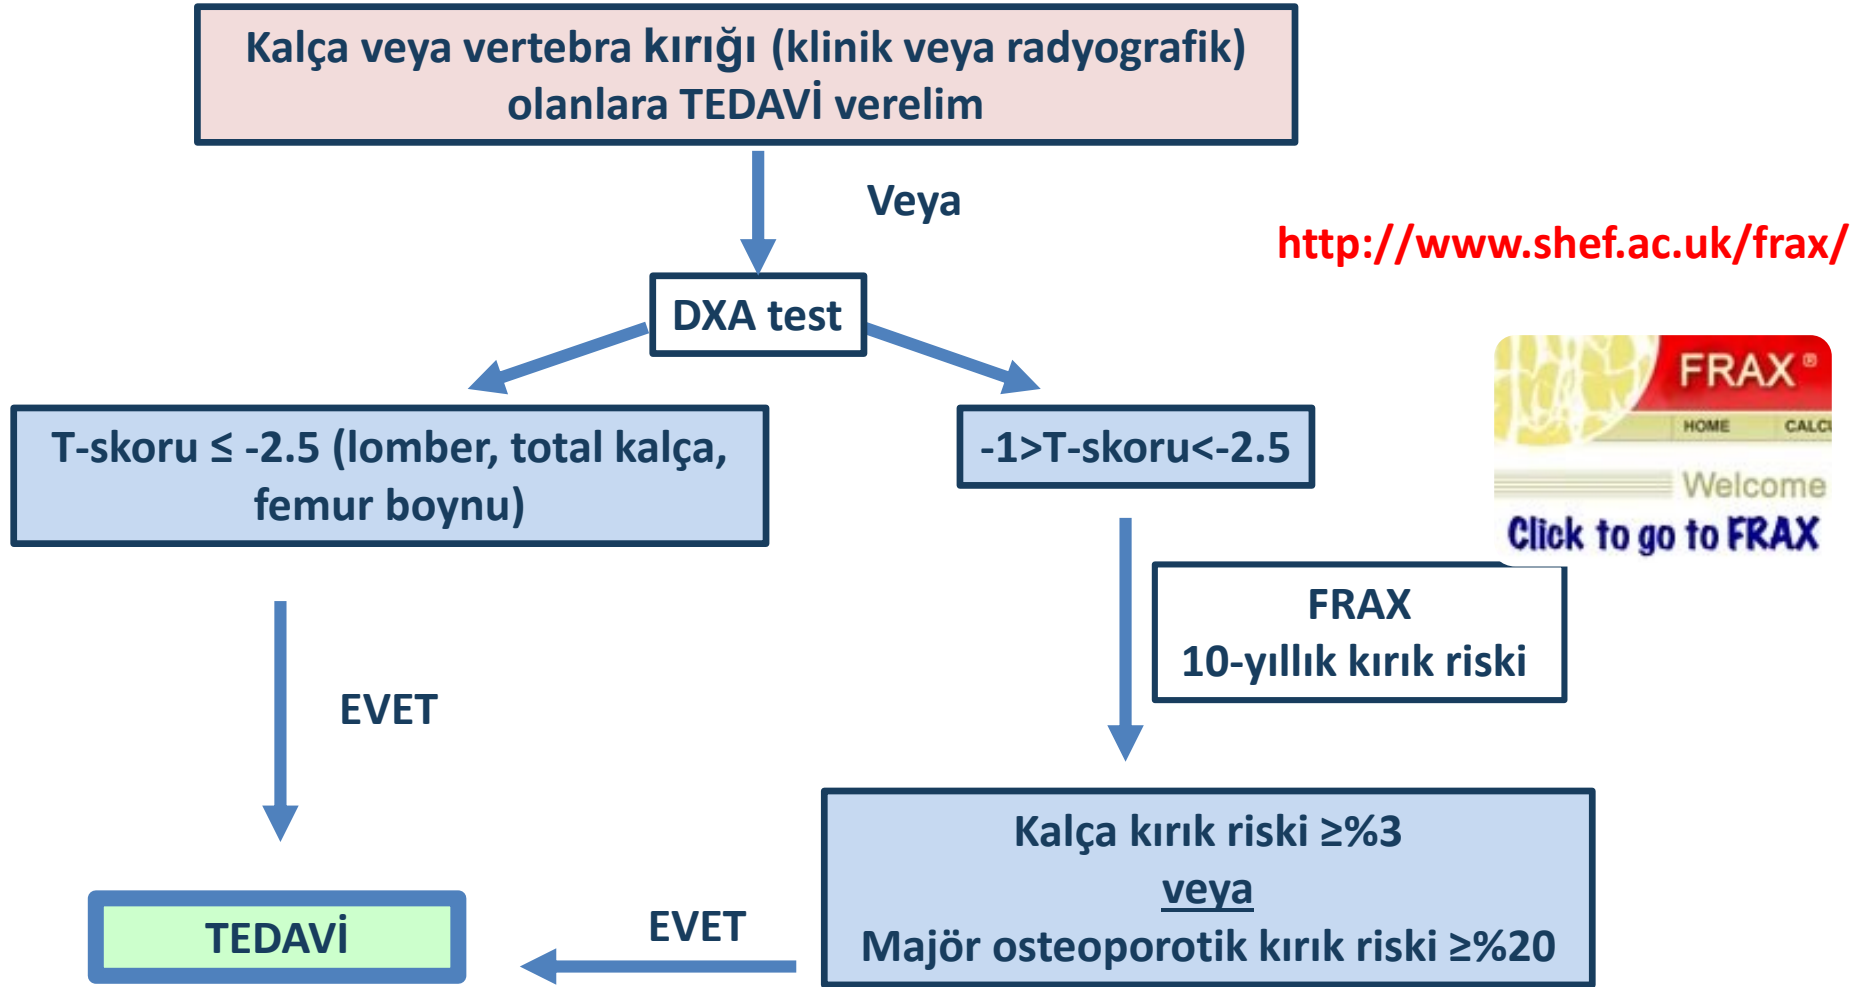 Kalça veya vertebra kırığı (klinik veya radyografik)
olanlara TEDAVİ verelim
Veya
http://www.shef.ac.uk/frax/
DXA test
FRAX ®
HOME CALCU
Welcome
Click to go to FRAX
T-skoru ≤ -2.5 (lomber, total kalça,
femur boynu)
-1>T-skoru<-2.5
FRAX
10-yıllık kırık riski
EVET
Kalça kırık riski ≥%3
veya
Majör osteoporotik kırık riski ≥%20
EVET
TEDAVİ